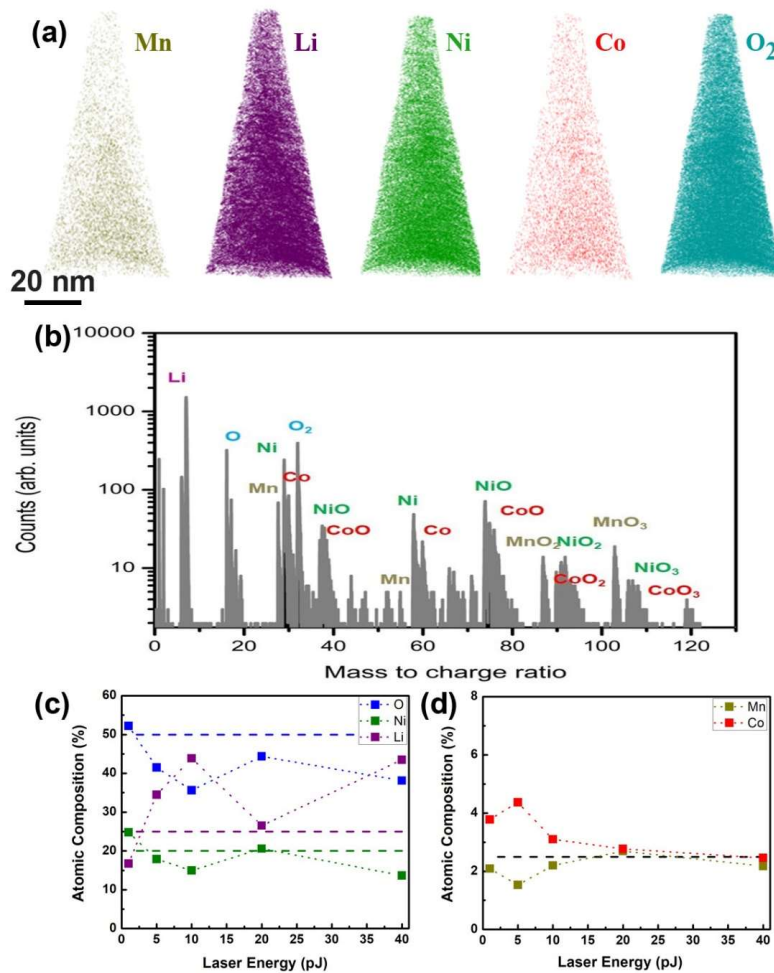 (a)
Mn Li Ni Co O2
20 nm
(b)
10000
1000
100
10
Counts (arb. units)
Li
O
Ni
O2
Mn
Co
NiO
CoO
Ni
Co
Mn
NiO
CoO
MnO2
NiO2
CoO2
MnO3
NiO3
CoO3
0 20 40 60 80 100 120
Mass to charge ratio
(c)
60
50
40
30
20
10
0
Atomic Composition (%)
O
Ni
Li
0 5 10 15 20 25 30 35 40
Laser Energy (pJ)
(d)
8
6
4
2
0
Atomic Composition (%)
Mn
Co
0 5 10 15 20 25 30 35 40
Laser Energy (pJ)